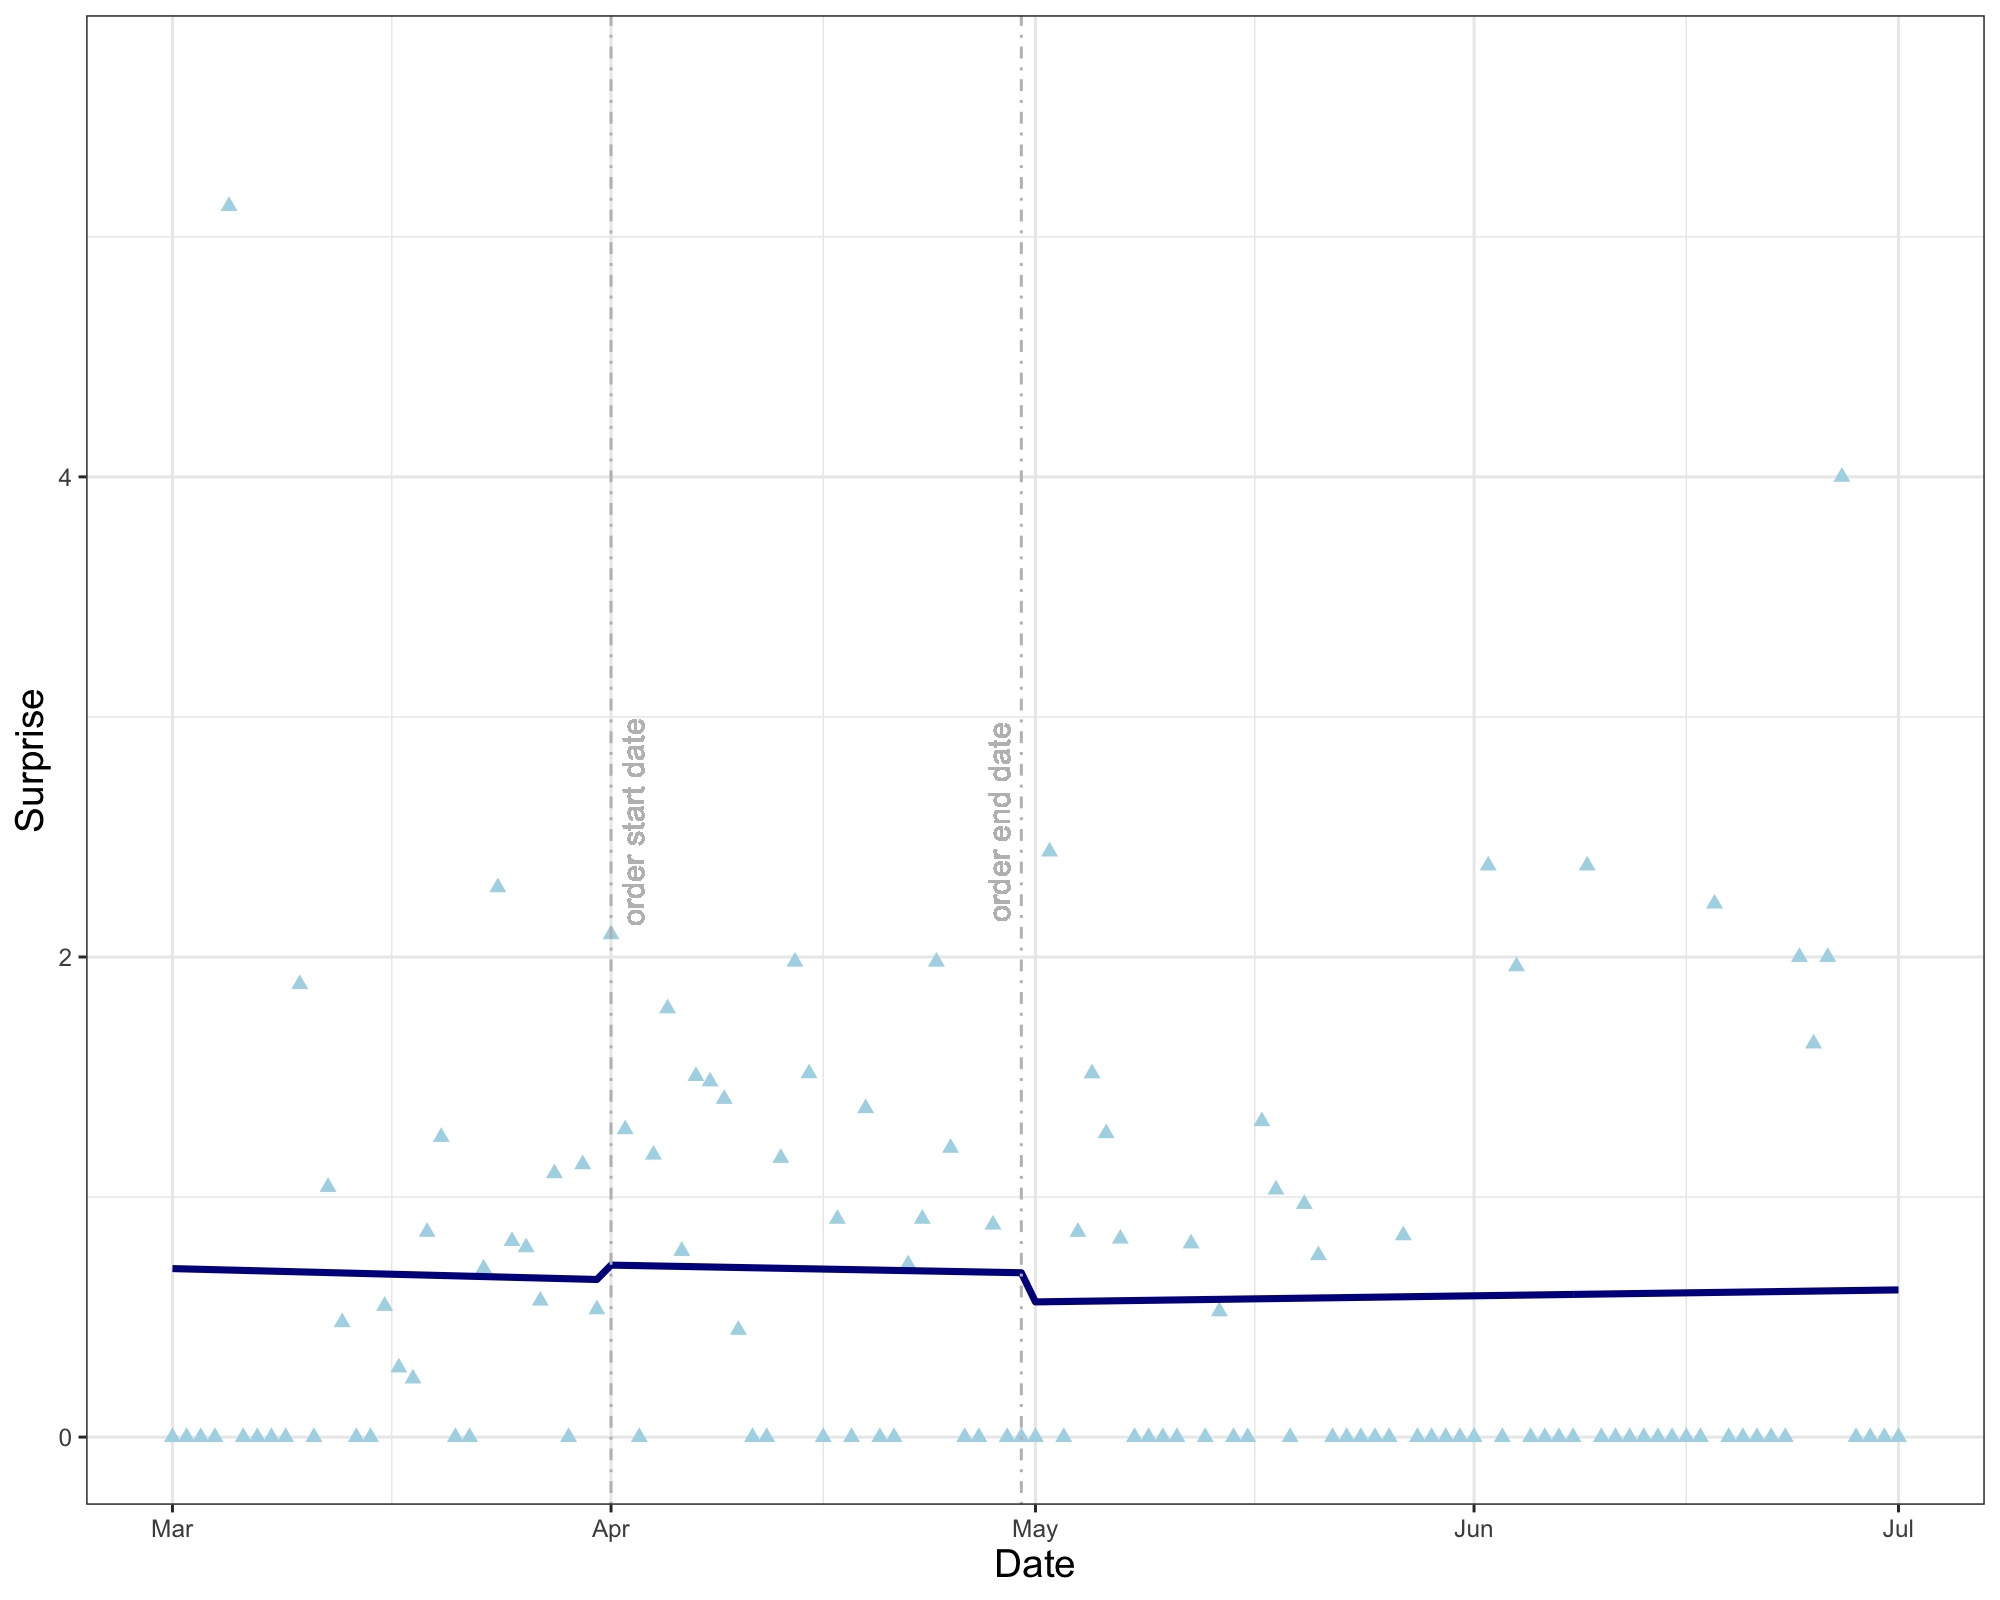 4
2
0
Surprise
order start date
order end date
Mar
Apr
May
Jun
Jul
Date